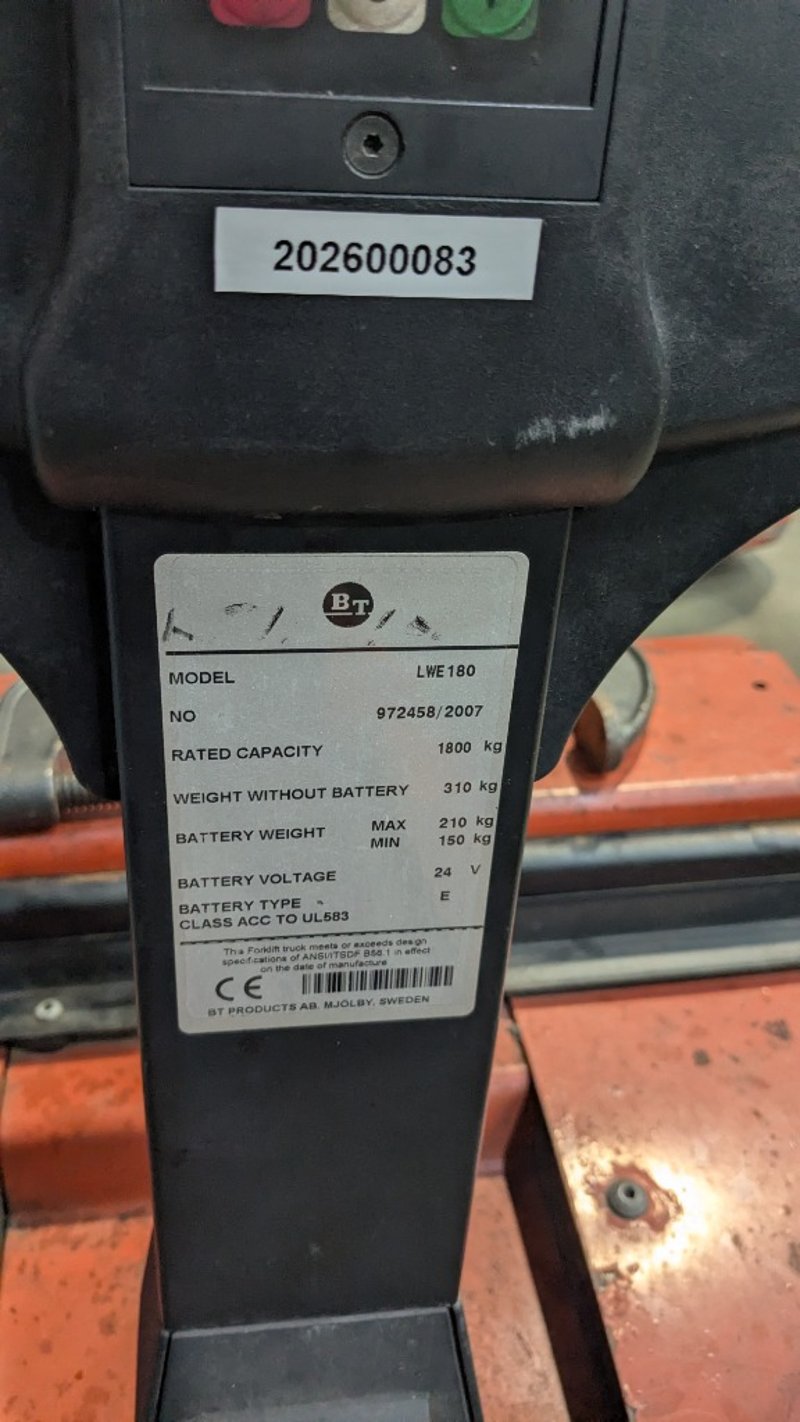 202600083
BT
MODEL LWE180
NO 972458/2007
RATED CAPACITY 1800 kg
WEIGHT WITHOUT BATTERY 310 kg
BATTERY WEIGHT MAX 210 kg
MIN 150 kg
BATTERY VOLTAGE 24 V
BATTERY TYPE E
CLASS ACC TO UL583
This Forklift truck meets or exceeds design
specifications of ANSI/ITSDF B56.1 in effect
on the date of manufacture
CE
BT PRODUCTS AB. MJÖLBY. SWEDEN